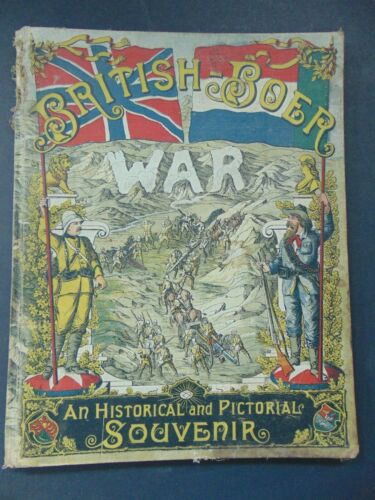 BRITISH-BOER
WAR
AN HISTORICAL and PICTORIAL
SOUVENIR